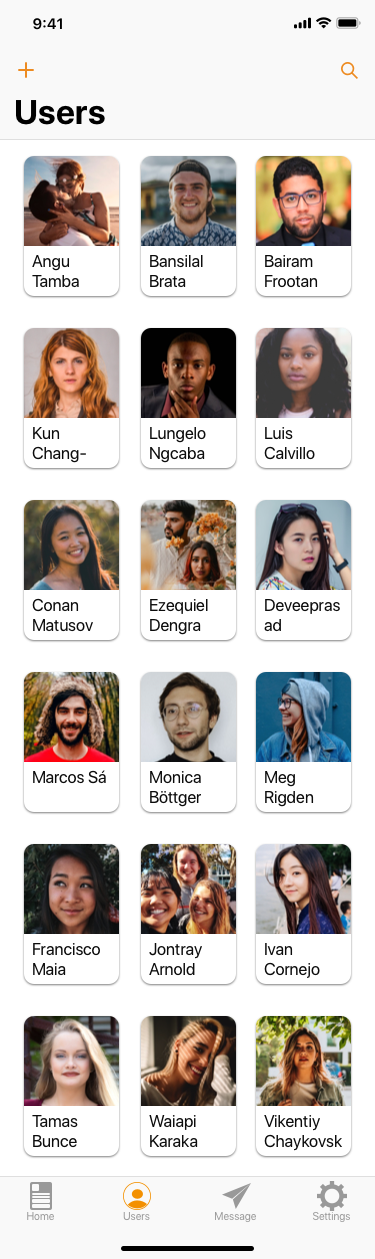 9:41
Users
Angu
Tamba
Bansilal
Brata
Bairam
Frootan
Kun
Chang-
Lungelo
Ngcaba
Luis
Calvillo
Conan
Matusov
Ezequiel
Dengra
Deveepras
ad
Marcos Sá
Monica
Böttger
Meg
Rigden
Francisco
Maia
Jontray
Arnold
Ivan
Cornejo
Tamas
Bunce
Waiapi
Karaka
Vikentiy
Chaykovsk
Home
Users
Message
Settings